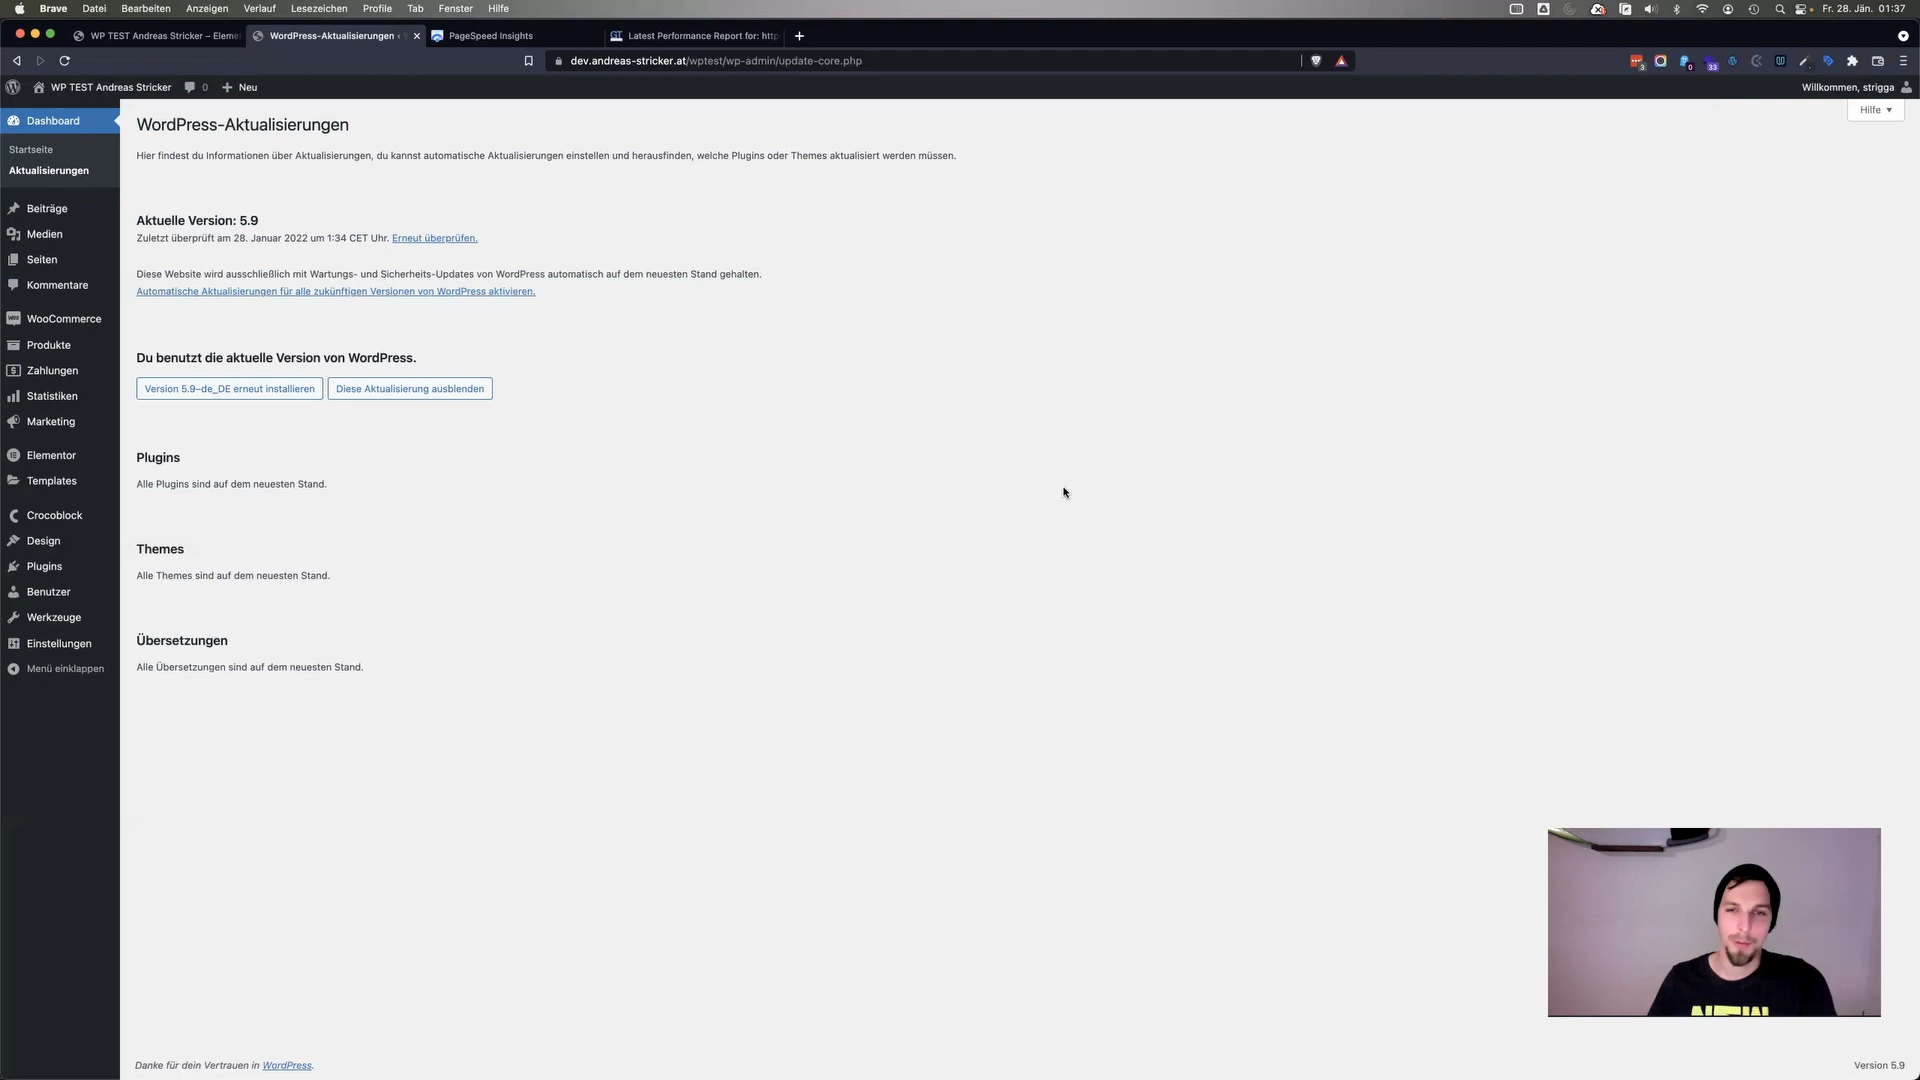 Brave Datei Bearbeiten Anzeigen Verlauf Lesezeichen Profile Tab Fenster Hilfe Fr. 28. Jän. 01:37
WP TEST Andreas Stricker – Eleme
WordPress-Aktualisierungen ‹
PageSpeed Insights
GT Latest Performance Report for: http
dev.andreas-stricker.at/wptest/wp-admin/update-core.php
3
0
33
WP TEST Andreas Stricker 0 Neu
Willkommen, strigga
Hilfe
Dashboard
Startseite
Aktualisierungen
Beiträge
Medien
Seiten
Kommentare
WooCommerce
Produkte
Zahlungen
Statistiken
Marketing
Elementor
Templates
Crocoblock
Design
Plugins
Benutzer
Werkzeuge
Einstellungen
Menü einklappen
WordPress-Aktualisierungen
Hier findest du Informationen über Aktualisierungen, du kannst automatische Aktualisierungen einstellen und herausfinden, welche Plugins oder Themes aktualisiert werden müssen.
Aktuelle Version: 5.9
Zuletzt überprüft am 28. Januar 2022 um 1:34 CET Uhr. Erneut überprüfen.
Diese Website wird ausschließlich mit Wartungs- und Sicherheits-Updates von WordPress automatisch auf dem neuesten Stand gehalten.
Automatische Aktualisierungen für alle zukünftigen Versionen von WordPress aktivieren.
Du benutzt die aktuelle Version von WordPress.
Version 5.9–de_DE erneut installieren
Diese Aktualisierung ausblenden
Plugins
Alle Plugins sind auf dem neuesten Stand.
Themes
Alle Themes sind auf dem neuesten Stand.
Übersetzungen
Alle Übersetzungen sind auf dem neuesten Stand.
Danke für dein Vertrauen in WordPress.
Version 5.9